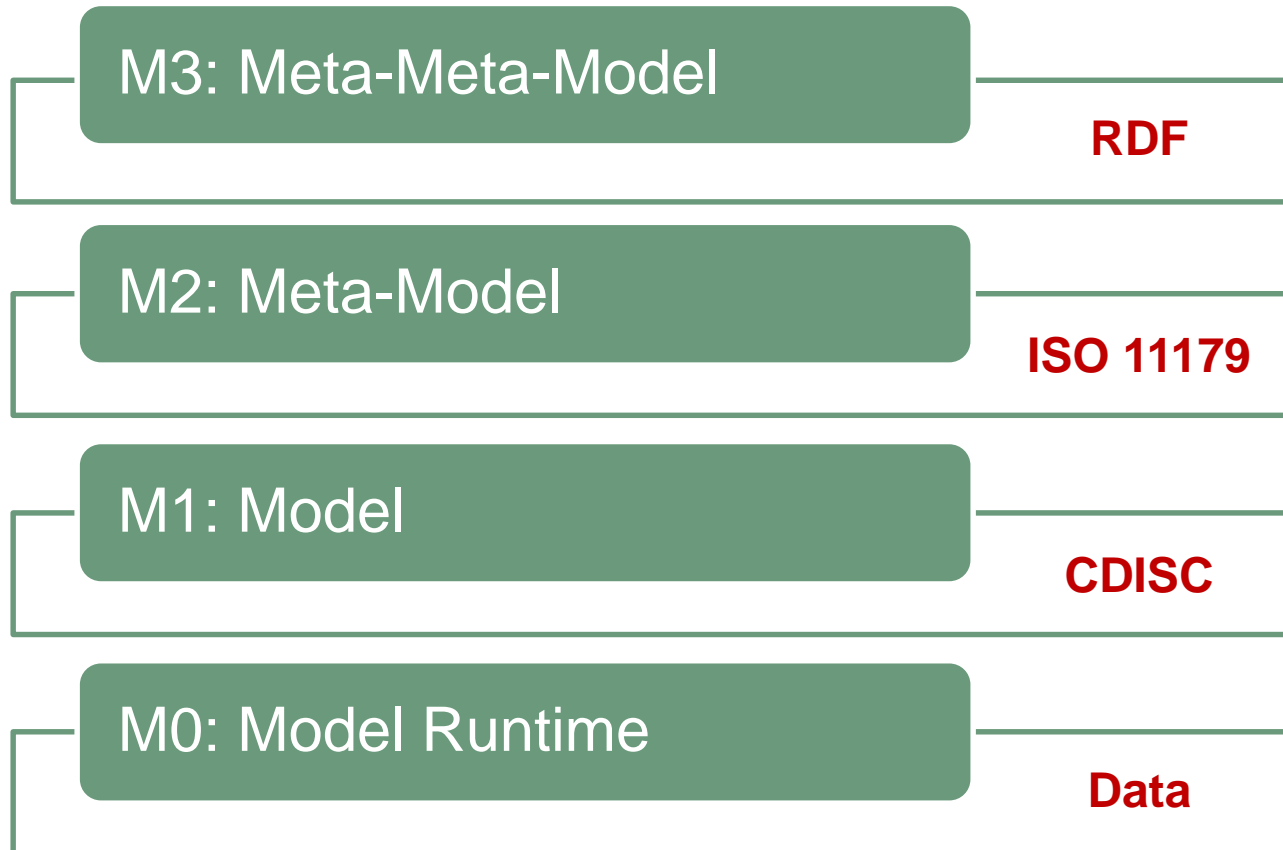 M3: Meta-Meta-Model
RDF
M2: Meta-Model
ISO 11179
M1: Model
CDISC
M0: Model Runtime
Data